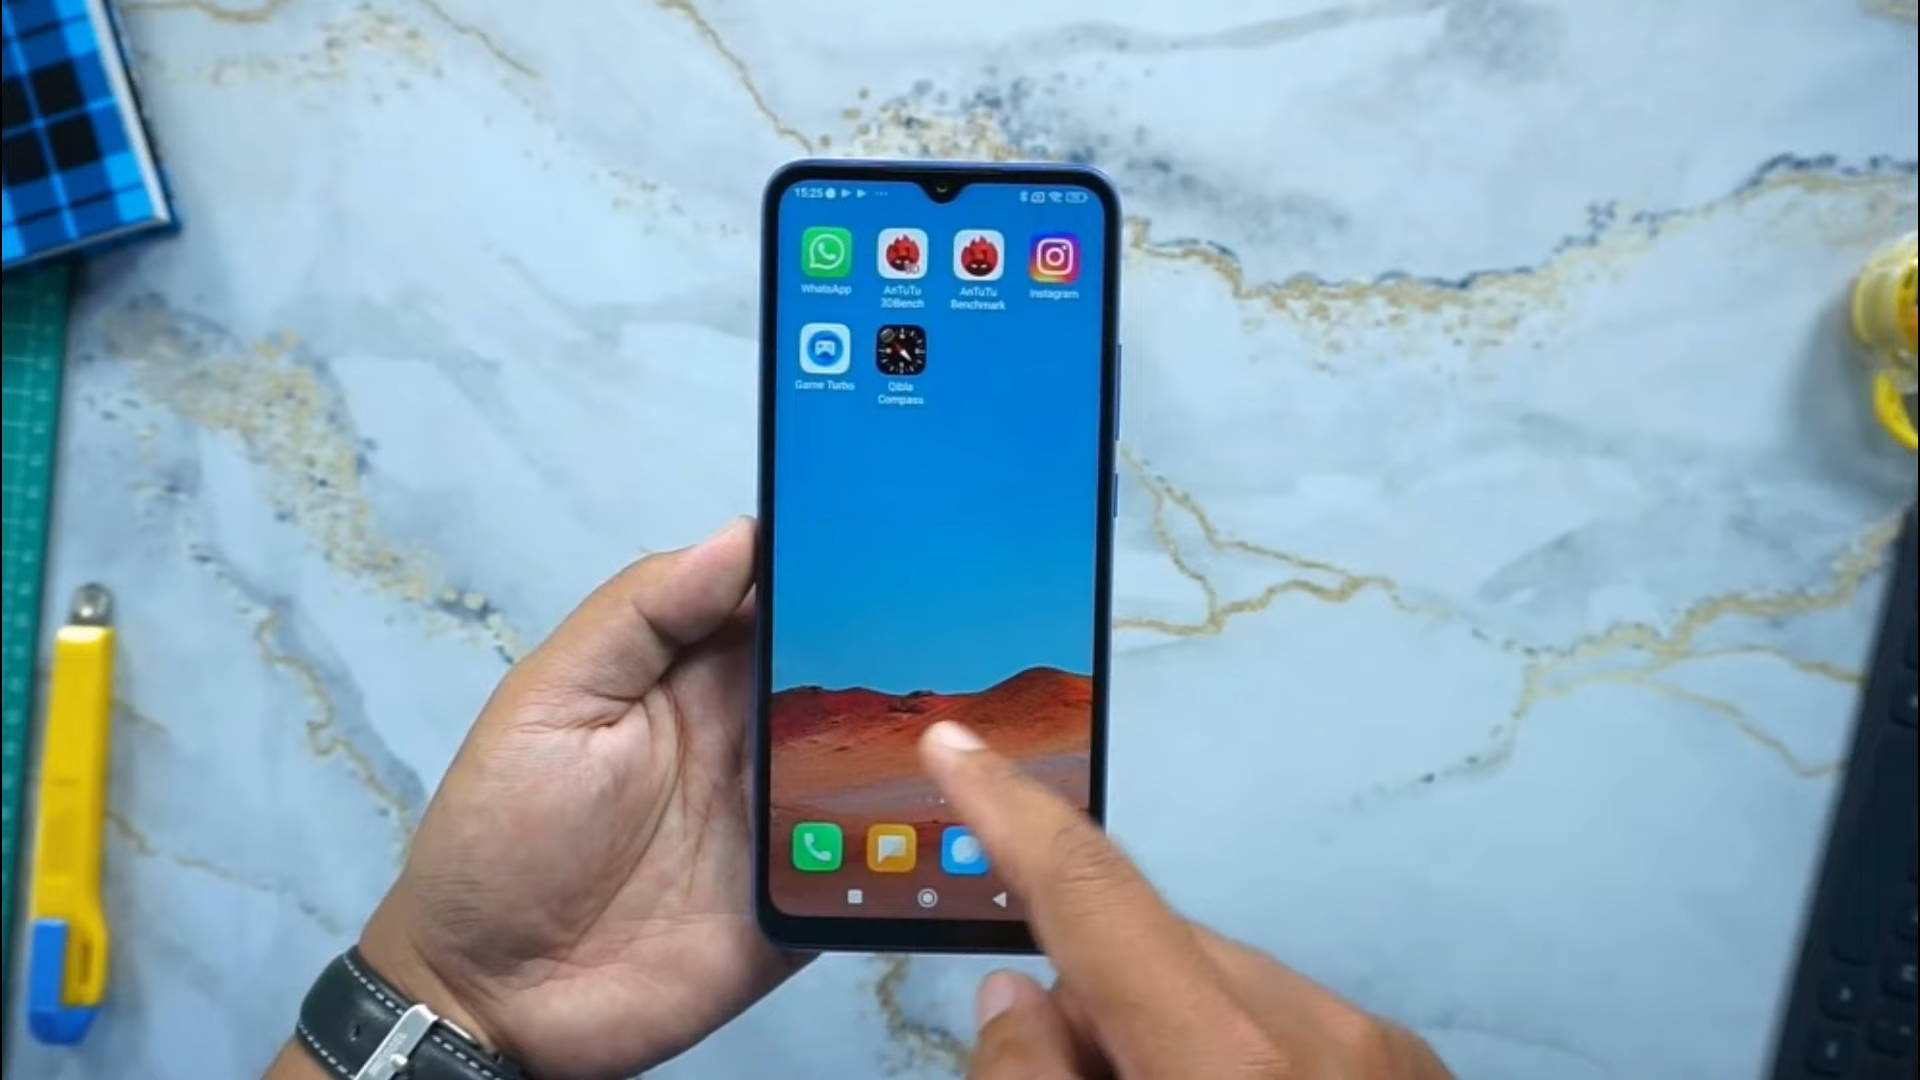 15:25
WhatsApp
AnTuTu
3DBench
AnTuTu
Benchmark
Instagram
Game Turbo
Qibla
Compass